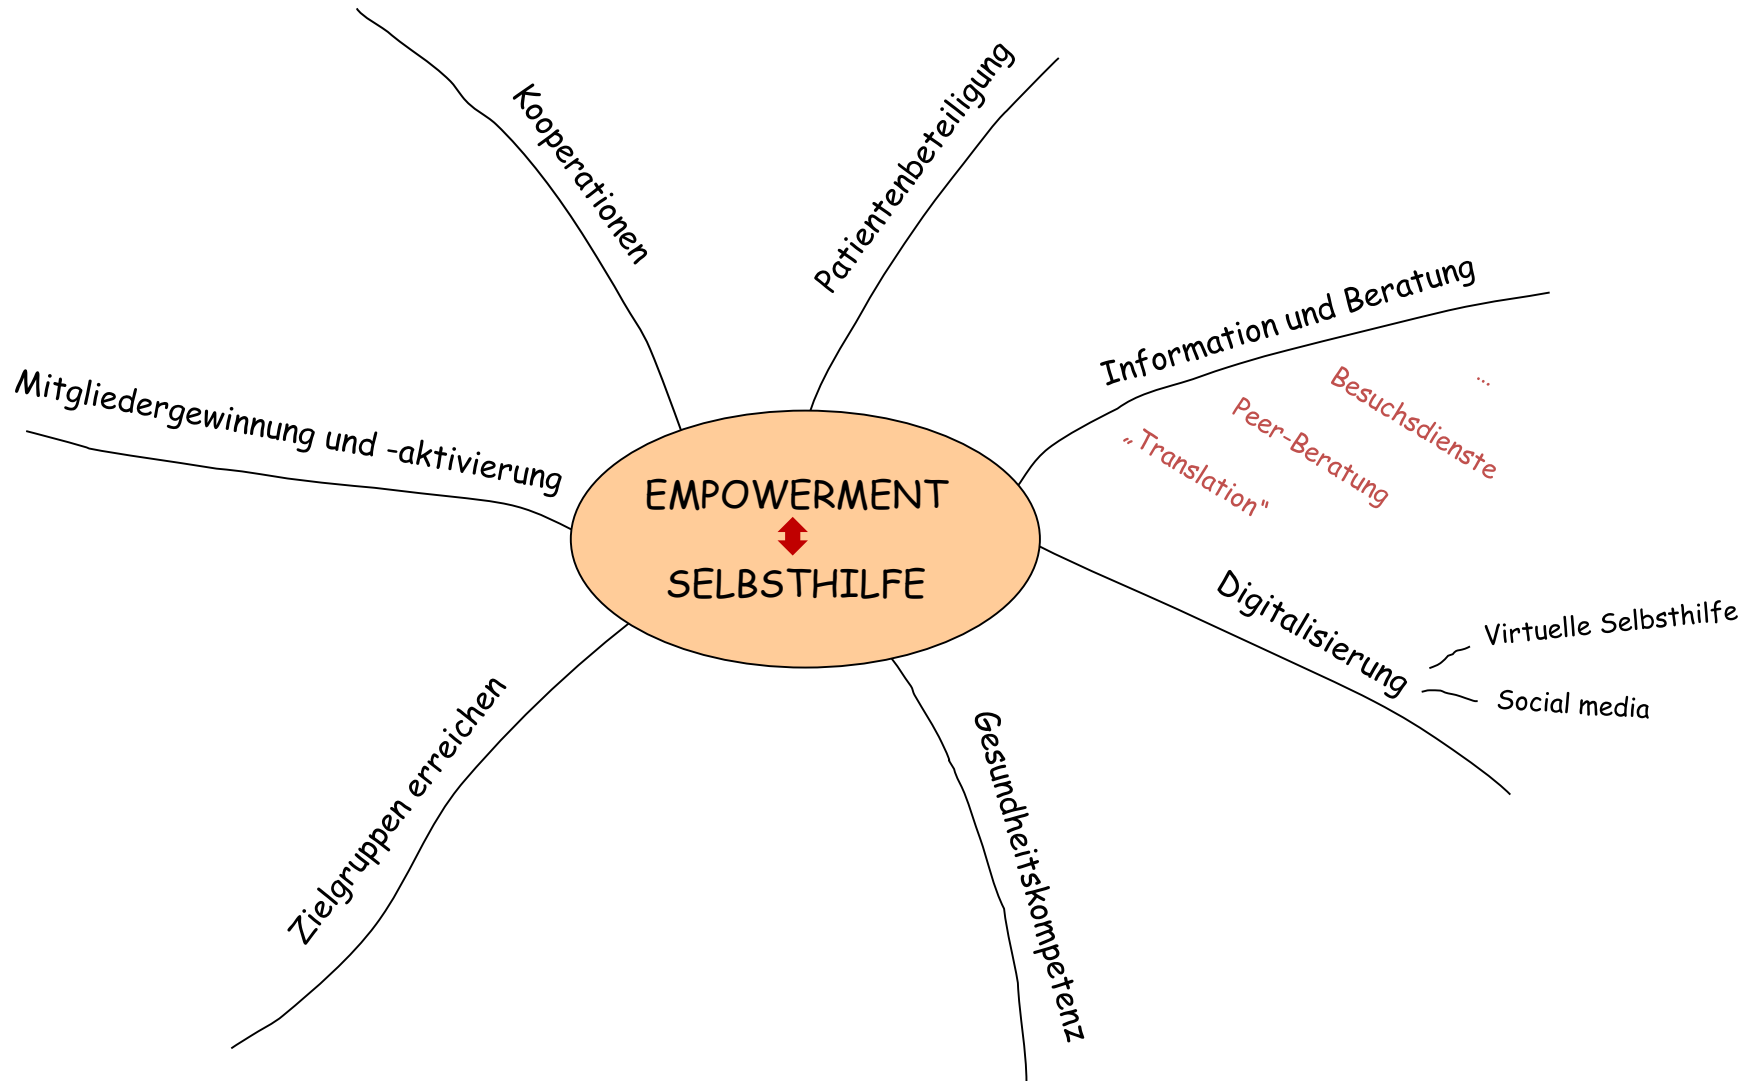 Kooperationen
Patientenbeteiligung
Information und Beratung
„Translation“
Peer-Beratung
Besuchsdienste
...
Mitgliedergewinnung und -aktivierung
EMPOWERMENT
SELBSTHILFE
Digitalisierung
Virtuelle Selbsthilfe
Social media
Zielgruppen erreichen
Gesundheitskompetenz